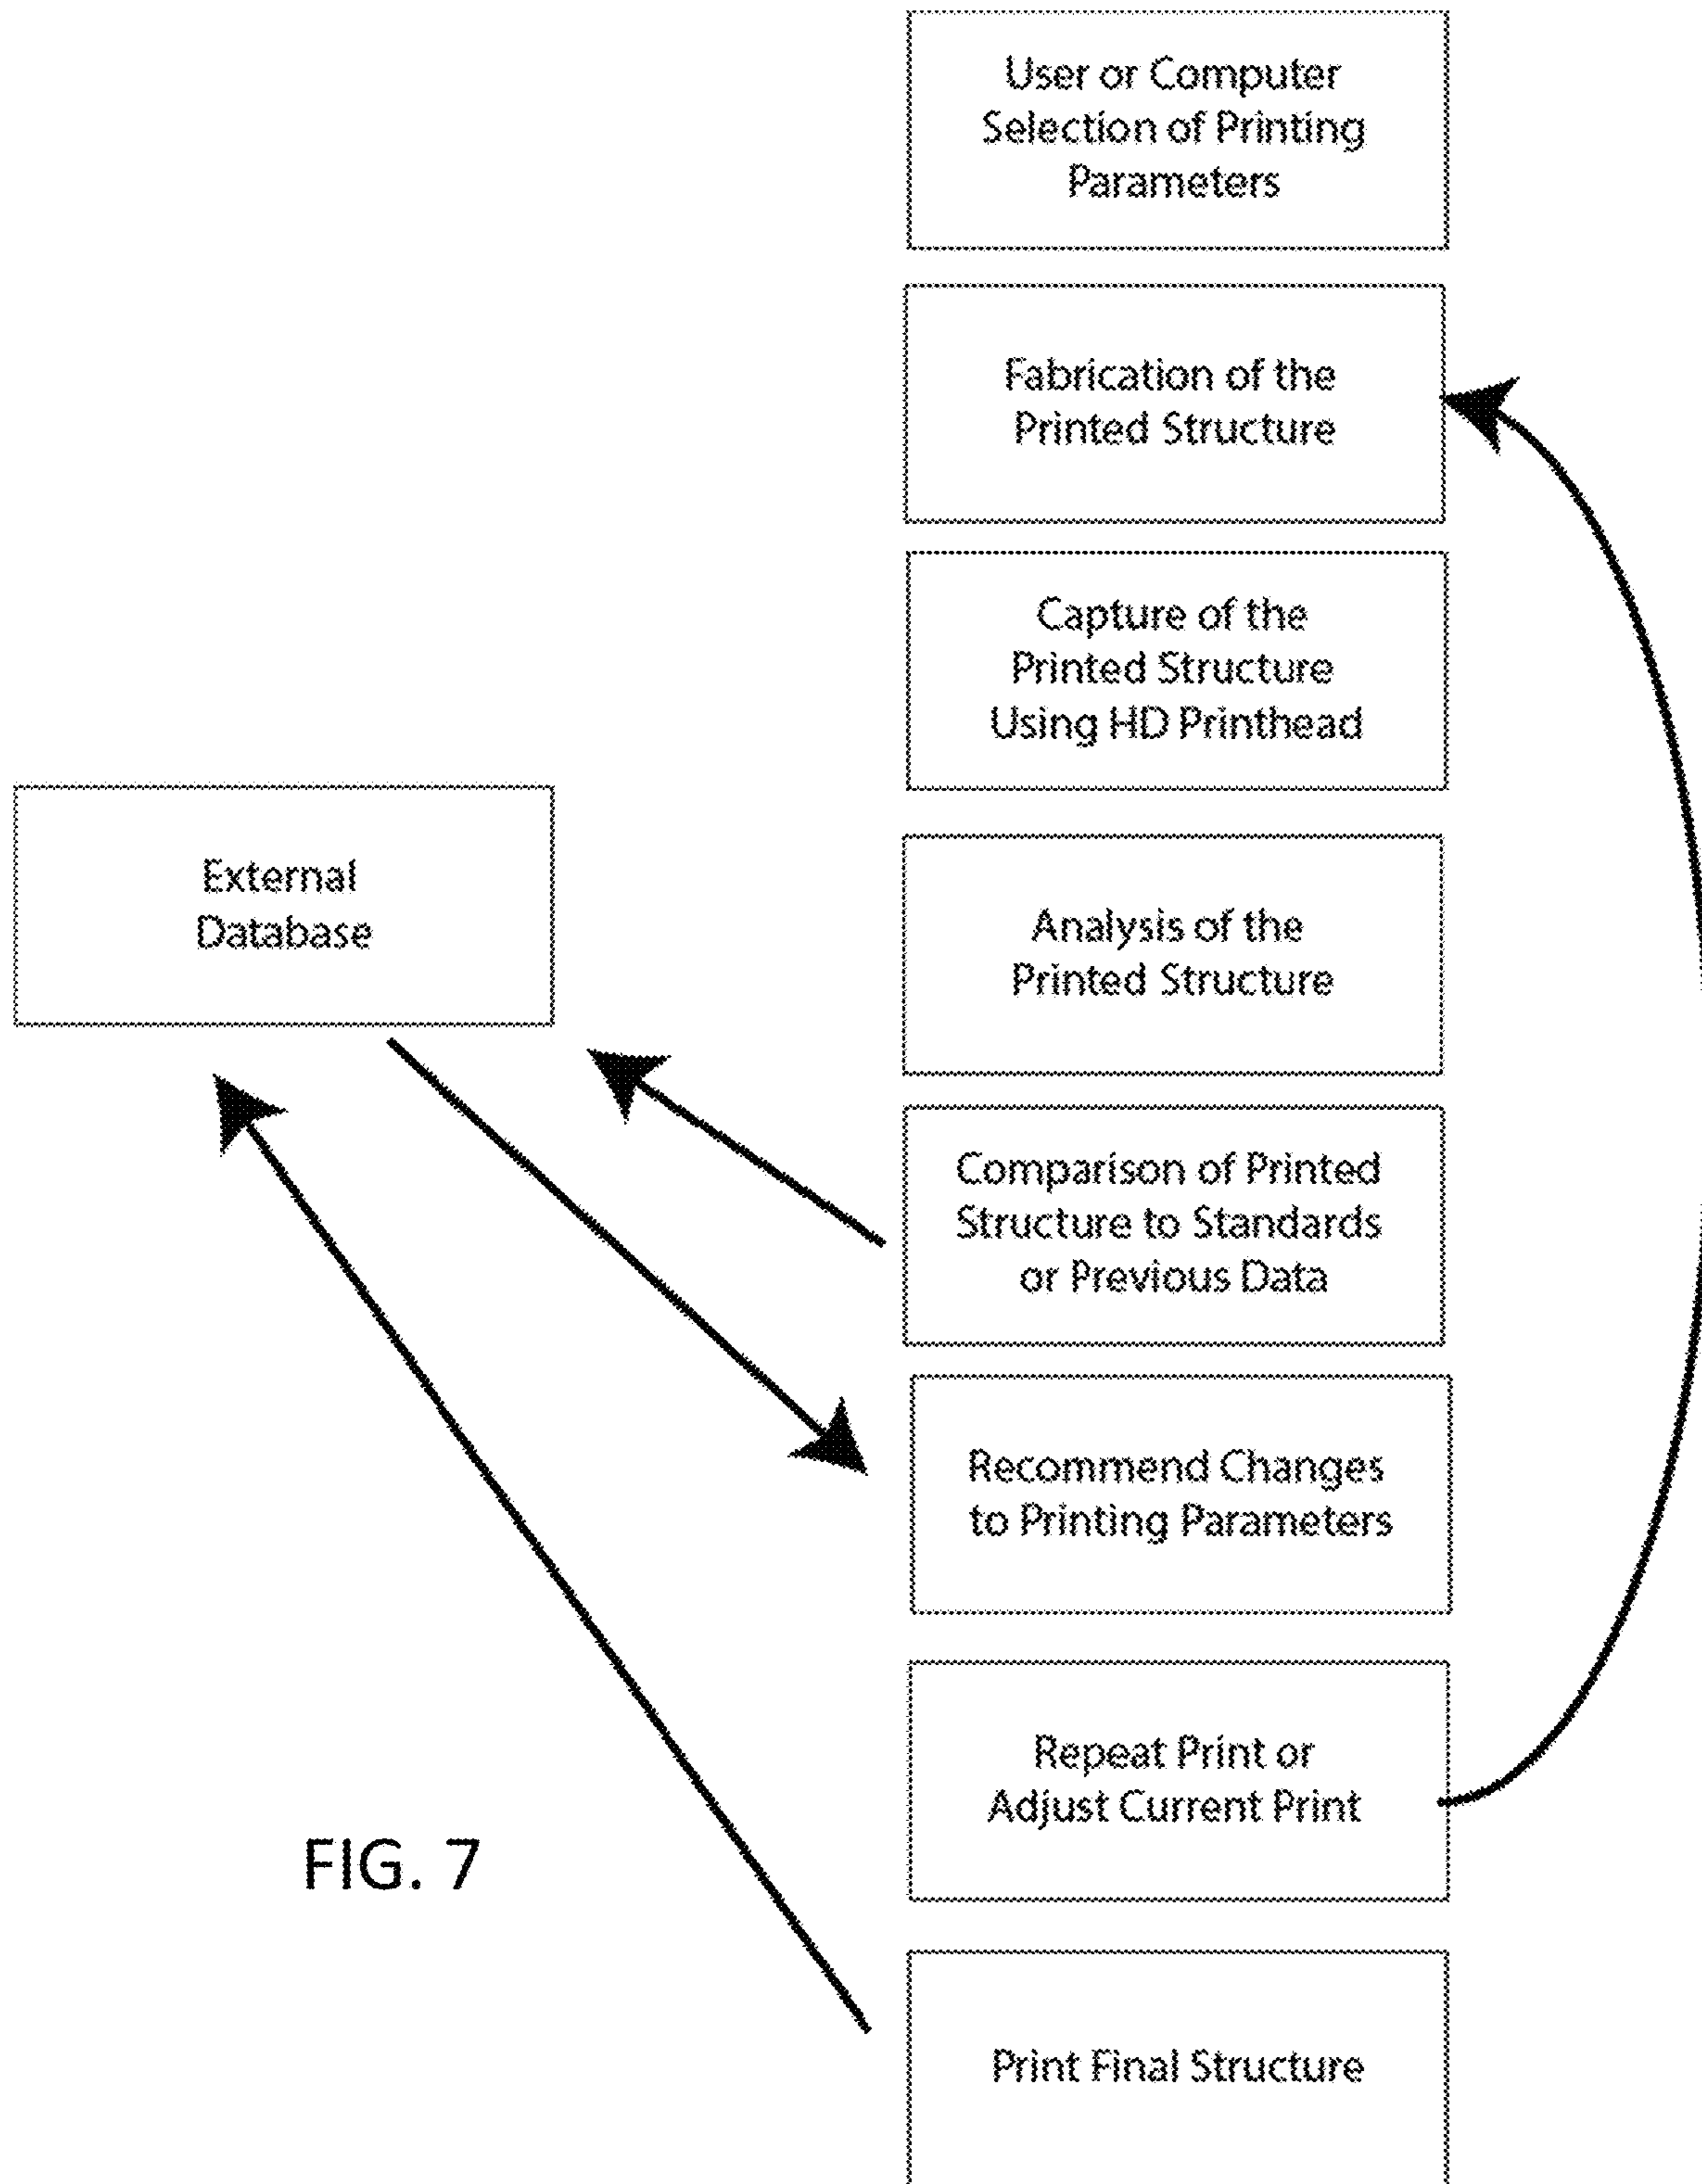 User or Computer
Selection of Printing
Parameters
Fabrication of the
Printed Structure
Capture of the
Printed Structure
Using HD Printhead
External
Database
Analysis of the
Printed Structure
Comparison of Printed
Structure to Standards
or Previous Data
Recommend Changes
to Printing Parameters
Repeat Print or
Adjust Current Print
FIG. 7
Print Final Structure